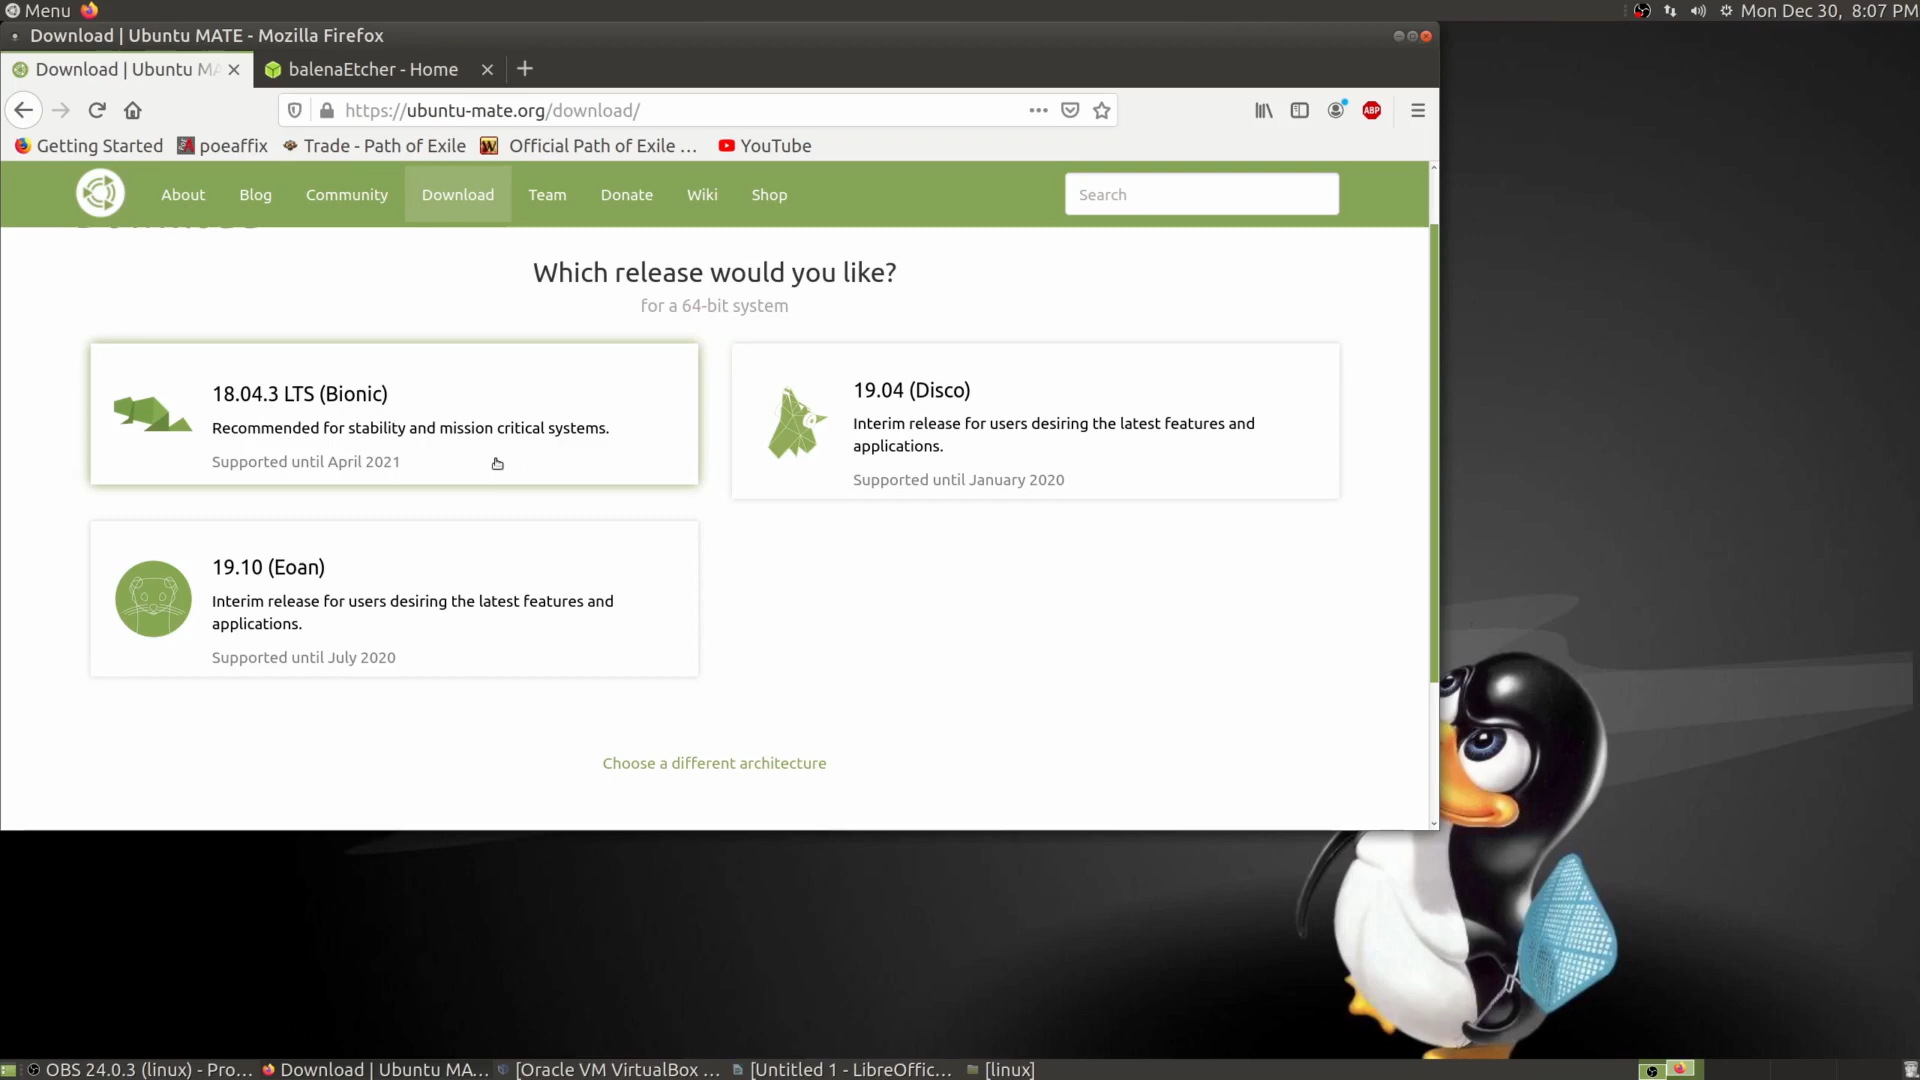 Menu
Mon Dec 30, 8:07 PM
Download | Ubuntu MATE - Mozilla Firefox
Download | Ubuntu MA
balenaEtcher - Home
https://ubuntu-mate.org/download/
ABP
Getting Started
poeaffix
Trade - Path of Exile
Official Path of Exile ...
YouTube
About
Blog
Community
Download
Team
Donate
Wiki
Shop
Search
Which release would you like?
for a 64-bit system
18.04.3 LTS (Bionic)
Recommended for stability and mission critical systems.
Supported until April 2021
19.04 (Disco)
Interim release for users desiring the latest features and
applications.
Supported until January 2020
19.10 (Eoan)
Interim release for users desiring the latest features and
applications.
Supported until July 2020
Choose a different architecture
OBS 24.0.3 (linux) - Pro...
Download | Ubuntu MA...
[Oracle VM VirtualBox ...
[Untitled 1 - LibreOffic...
[linux]